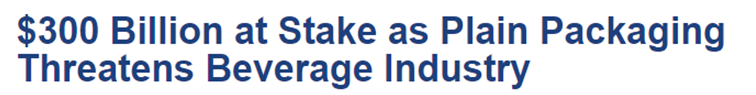 $300 Billion at Stake as Plain Packaging
Threatens Beverage Industry